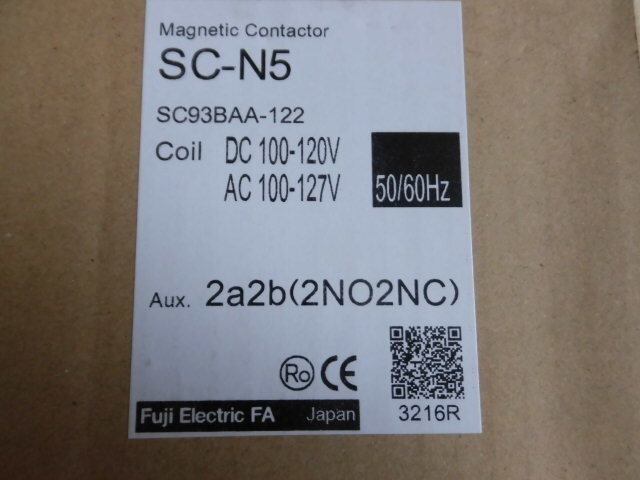 Magnetic Contactor
SC-N5
SC93BAA-122
Coil DC 100-120V
AC 100-127V 50/60Hz
Aux. 2a2b(2NO2NC)
Ro CE
Fuji Electric FA Japan 3216R